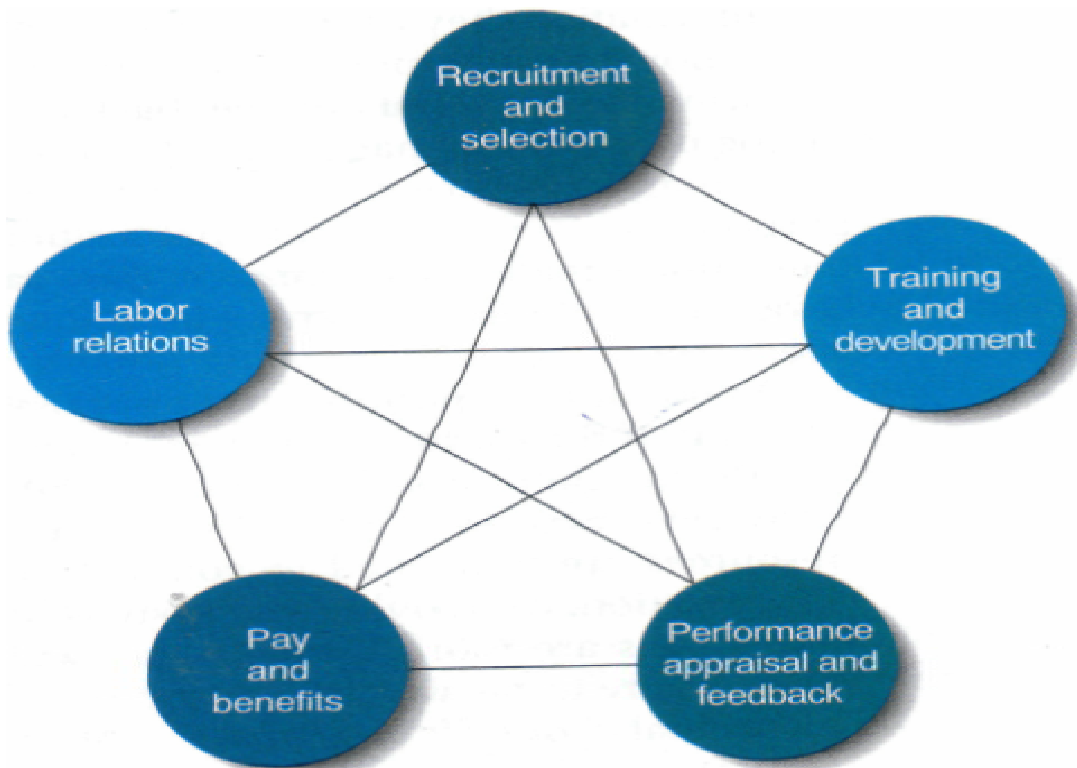 Recruitment
and
selection
Labor
relations
Training
and
development
Pay
and
benefits
Performance
appraisal and
feedback